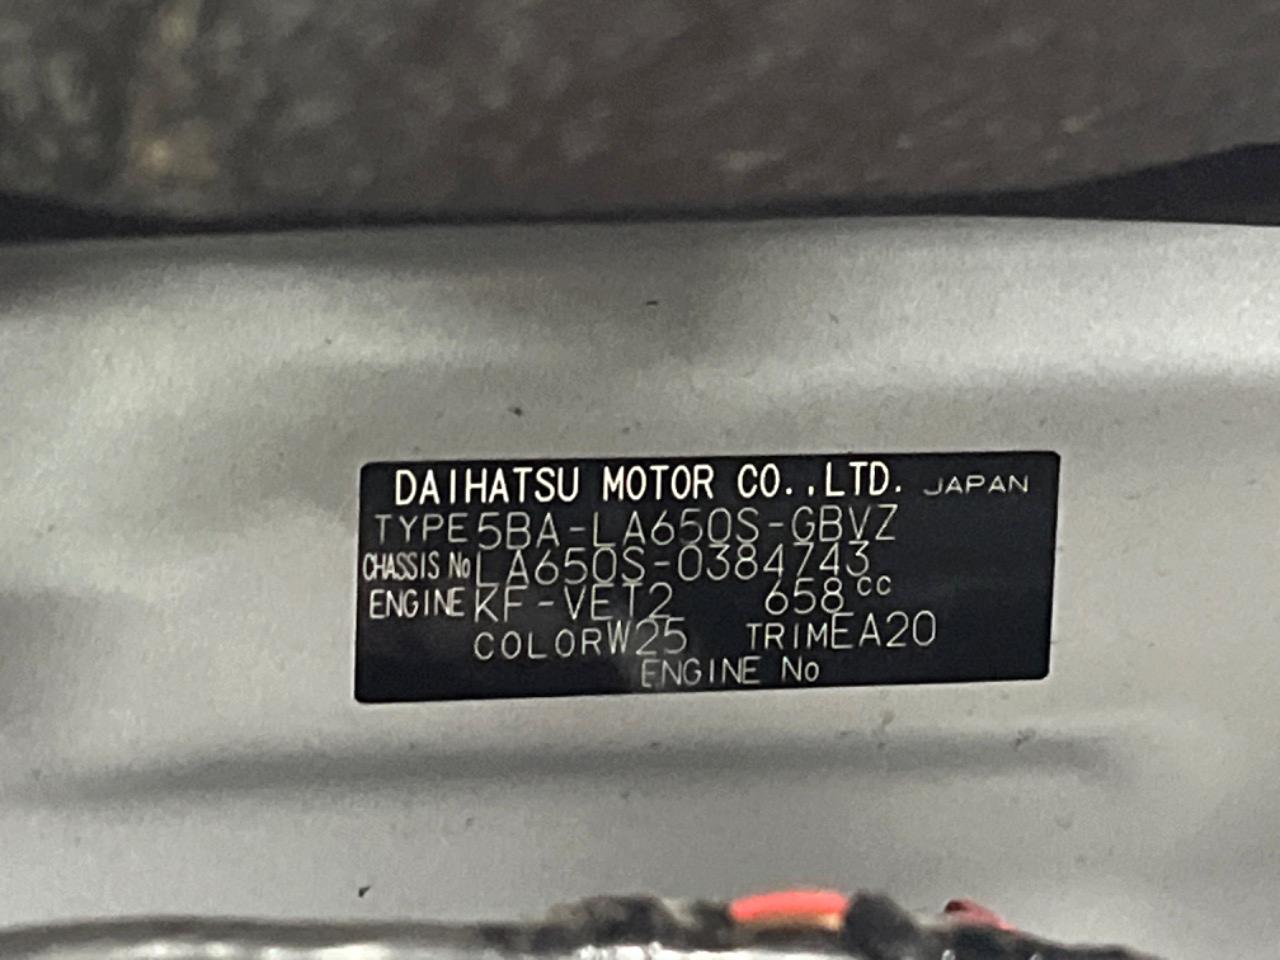 DAIHATSU MOTOR CO.,LTD. JAPAN
TYPE 5BA-LA650S-GBVZ
CHASSIS No LA650S-0384743
ENGINE KF-VET2 658cc
COLOR W25 TRIM EA20
ENGINE No